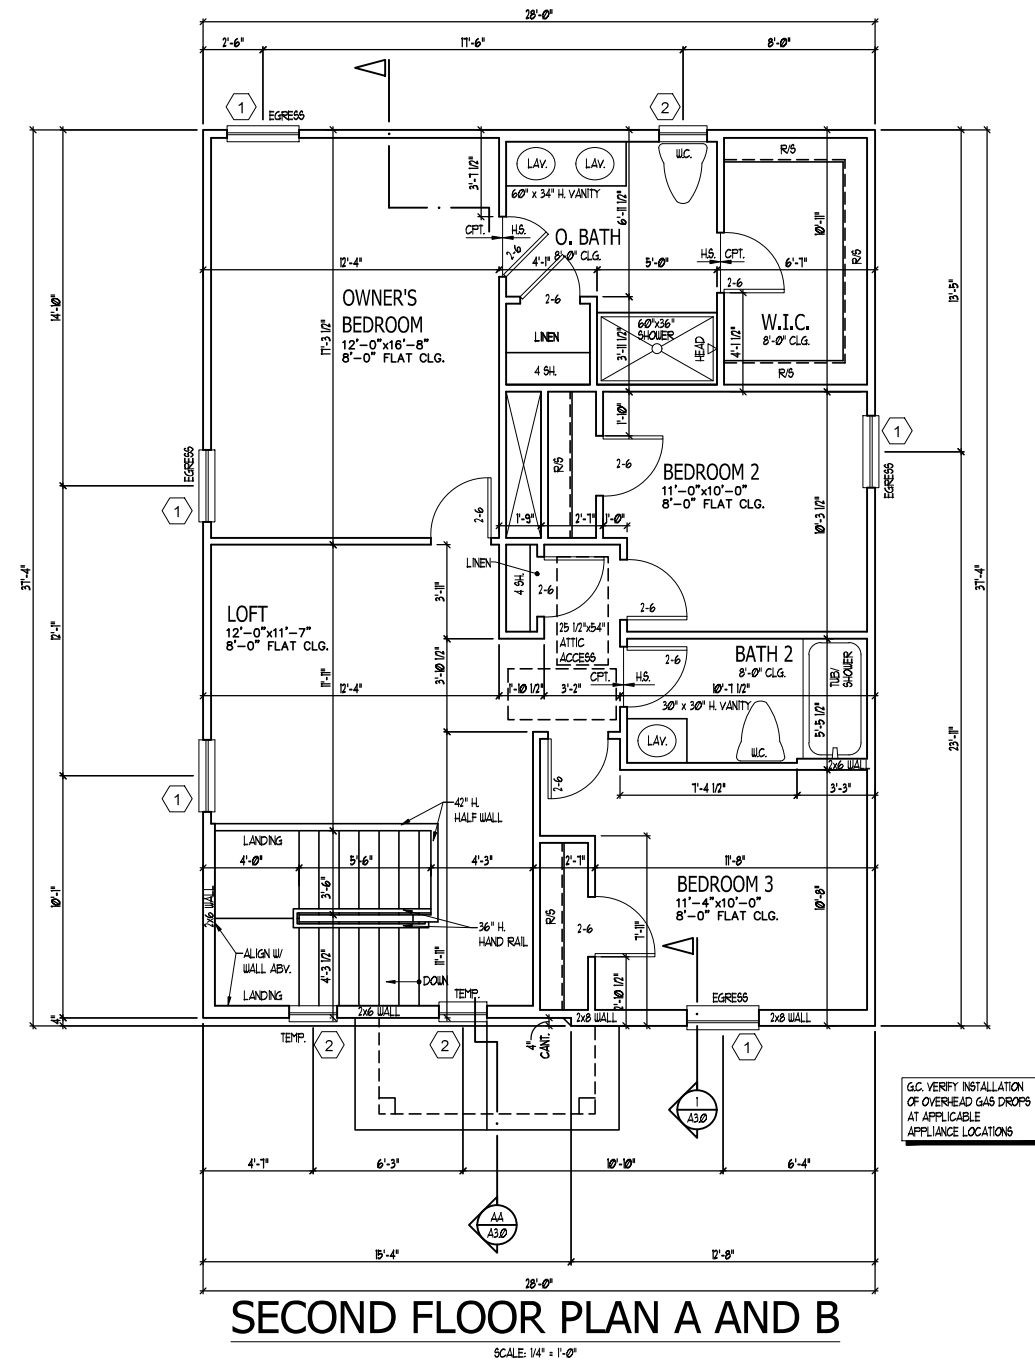 28'-0"
2'-6"
17'-6"
8'-0"
1
EGRESS
2
W.C.
R/S
LAV.
LAV.
60" x 34" H. VANITY
3'-7 1/2"
6'-11 1/2"
10'-11"
CPT.
H.S.
2-6
O. BATH
8'-0" CLG.
H.S.
CPT.
R/S
12'-4"
4'-1"
5'-0"
6'-7"
2-6
2-6
OWNER'S
BEDROOM
12'-0"x16'-8"
8'-0" FLAT CLG.
14'-10"
17'-3 1/2"
13'-5"
LINEN
4 SH.
60"x36"
SHOWER
HEAD
3'-11 1/2"
4'-1 1/2"
W.I.C.
8'-0" CLG.
R/S
1'-10"
1
EGRESS
EGRESS
1
R/S
2-6
BEDROOM 2
11'-0"x10'-0"
8'-0" FLAT CLG.
10'-3 1/2"
2-6
1'-9"
2'-7"
1'-0"
37'-4"
37'-4"
LINEN
4 SH.
2-6
3'-11"
2-6
LOFT
12'-0"x11'-7"
8'-0" FLAT CLG.
12'-1"
25 1/2"x54"
ATTIC
ACCESS
3'-10 1/2"
11'-11"
2-6
BATH 2
8'-0" CLG.
TUB/
SHOWER
CPT.
H.S.
12'-4"
1'-10 1/2"
3'-2"
10'-7 1/2"
30" x 30" H. VANITY
5'-5 1/2"
23'-11"
LAV.
W.C.
2x6 WALL
1
2-6
7'-4 1/2"
3'-3"
42" H.
HALF WALL
LANDING
4'-0"
5'-6"
4'-3"
2'-7"
11'-8"
2x6 WALL
3'-6"
10'-1"
BEDROOM 3
11'-4"x10'-0"
8'-0" FLAT CLG.
10'-8"
R/S
2-6
7'-11"
36" H.
HAND RAIL
ALIGN W/
WALL ABV.
4'-3 1/2"
11'-11"
DOWN
LANDING
TEMP.
2'-10 1/2"
EGRESS
4"
2x6 WALL
2x8 WALL
2x8 WALL
TEMP.
2
2
4"
CANT.
1
G.C. VERIFY INSTALLATION
OF OVERHEAD GAS DROPS
AT APPLICABLE
APPLIANCE LOCATIONS
1
A3.0
4'-7"
6'-3"
10'-10"
6'-4"
AA
A3.0
15'-4"
12'-8"
28'-0"
SECOND FLOOR PLAN A AND B
SCALE: 1/4" = 1'-0"